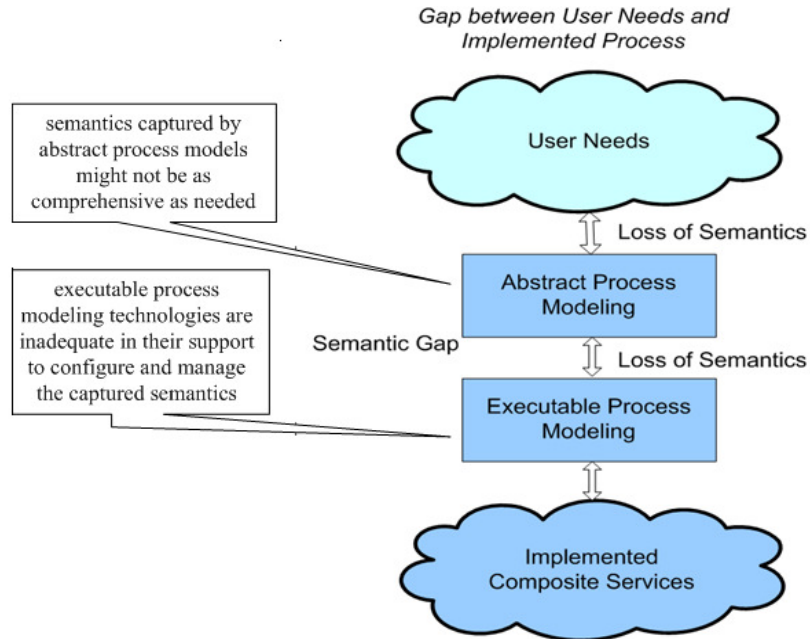 Gap between User Needs and
Implemented Process
semantics captured by
abstract process models
might not be as
comprehensive as needed
User Needs
Loss of Semantics
Abstract Process
Modeling
executable process
modeling technologies are
inadequate in their support
to configure and manage
the captured semantics
Semantic Gap
Loss of Semantics
Executable Process
Modeling
Implemented
Composite Services